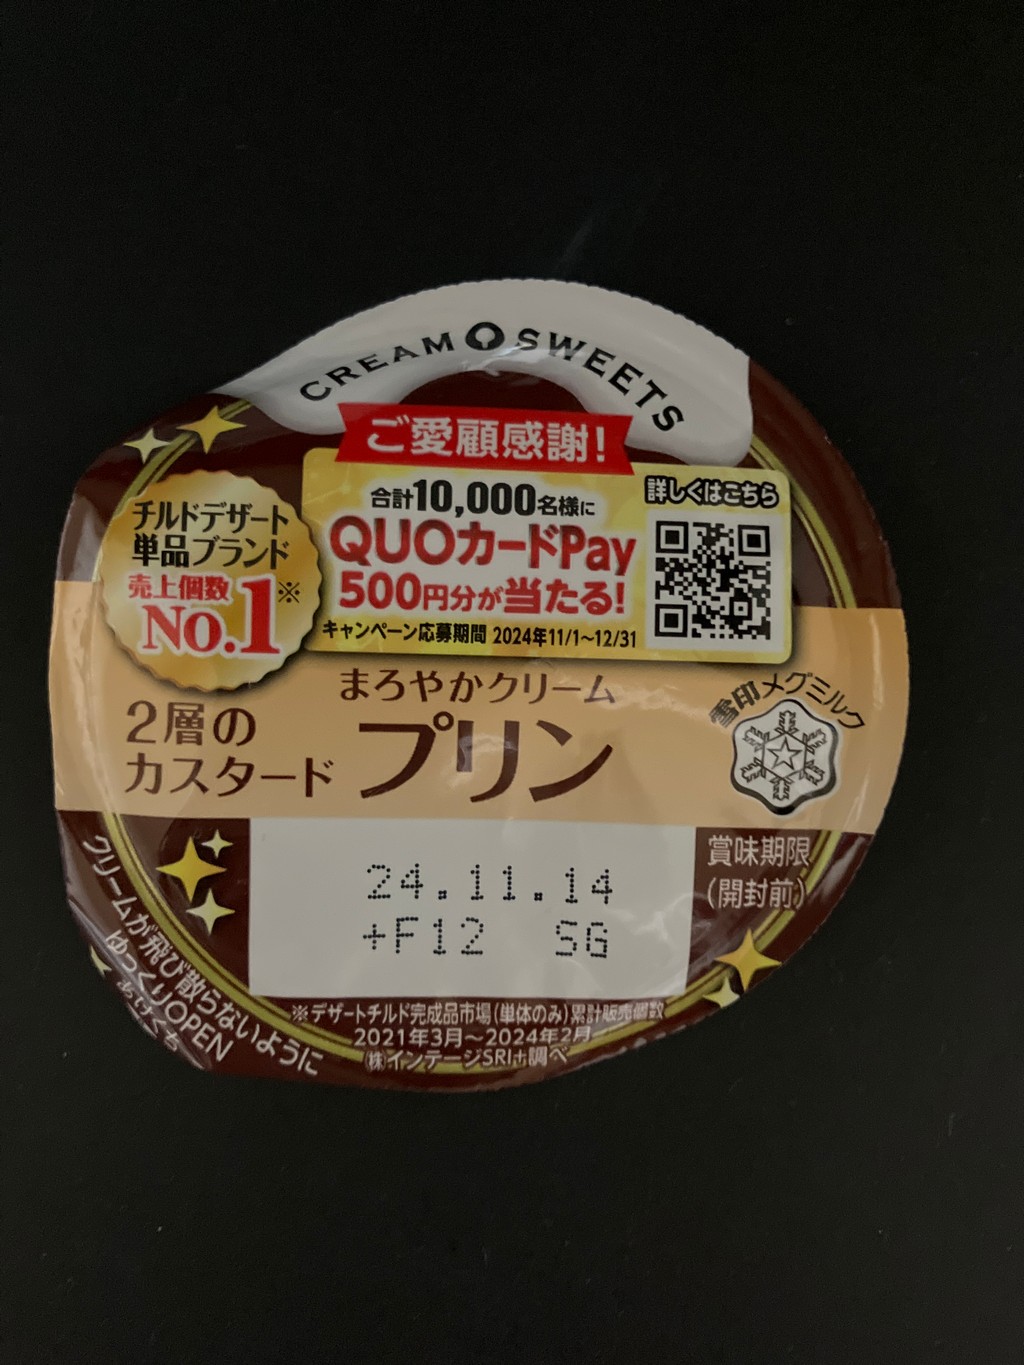 CREAM SWEETS
ご愛顧感謝!
合計10,000名様に
QUOカードPay
500円分が当たる!
キャンペーン応募期間 2024年11/1〜12/31
詳しくはこちら
チルドデザート
単品ブランド
売上個数
No.1※
まろやかクリーム
2層の
カスタード
プリン
雪印メグミルク
24.11.14
+F12 SG
賞味期限
(開封前)
※デザートチルド完成品市場(単体のみ)累計販売個数
2021年3月〜2024年2月
㈱インテージSRI+調べ
クリームが飛び散らないように
ゆっくりOPEN
あけくち